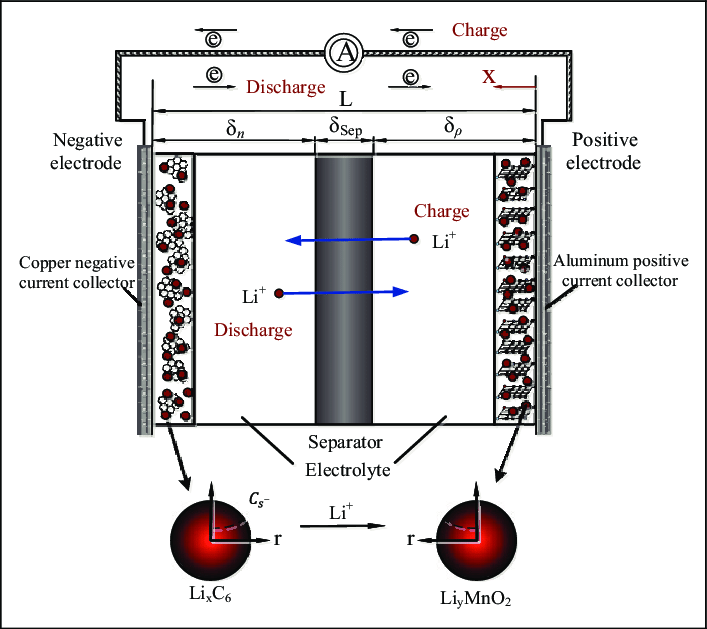 e
e
Charge
A
e
e
Discharge
X
L
δn
δSep
δρ
Negative
electrode
Positive
electrode
Charge
Li⁺
Copper negative
current collector
Aluminum positive
current collector
Li⁺
Discharge
Separator
Electrolyte
Cs⁻
Li⁺
r
r
LiₓC₆
LiyMnO₂